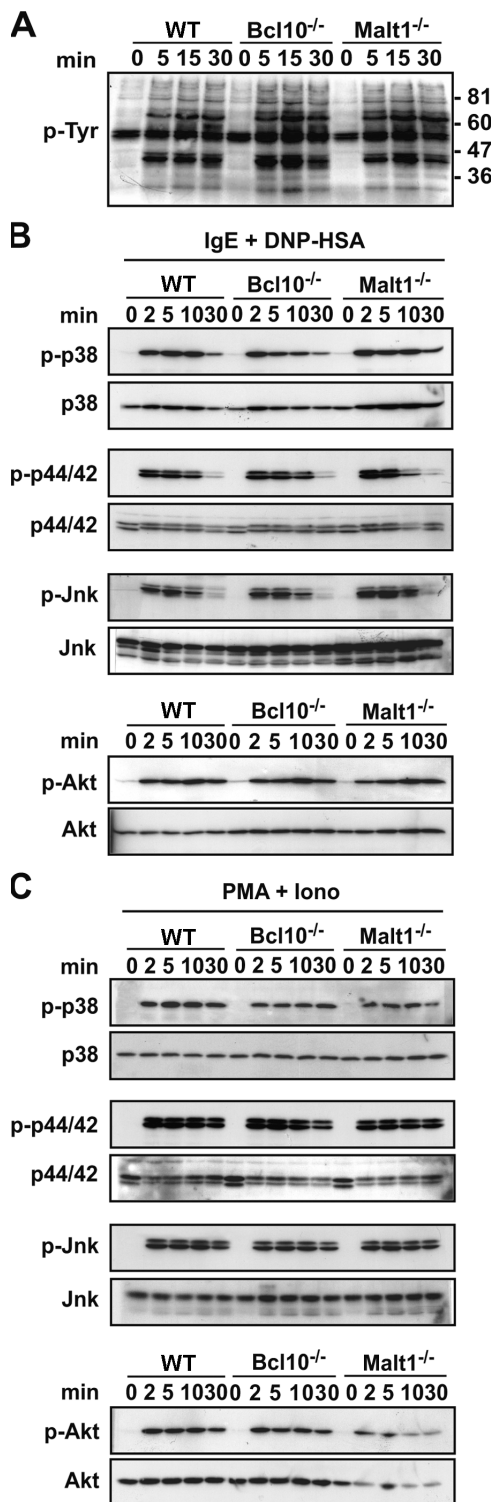 A
WT Bcl10-/- Malt1-/-
min 0 5 15 30 0 5 15 30 0 5 15 30
p-Tyr
- 81
- 60
- 47
- 36
B
IgE + DNP-HSA
WT Bcl10-/- Malt1-/-
min 0 2 5 1030 0 2 5 1030 0 2 5 1030
p-p38
p38
p-p44/42
p44/42
p-Jnk
Jnk
WT Bcl10-/- Malt1-/-
min 0 2 5 1030 0 2 5 1030 0 2 5 1030
p-Akt
Akt
C
PMA + Iono
WT Bcl10-/- Malt1-/-
min 0 2 5 1030 0 2 5 1030 0 2 5 1030
p-p38
p38
p-p44/42
p44/42
p-Jnk
Jnk
WT Bcl10-/- Malt1-/-
min 0 2 5 1030 0 2 5 1030 0 2 5 1030
p-Akt
Akt